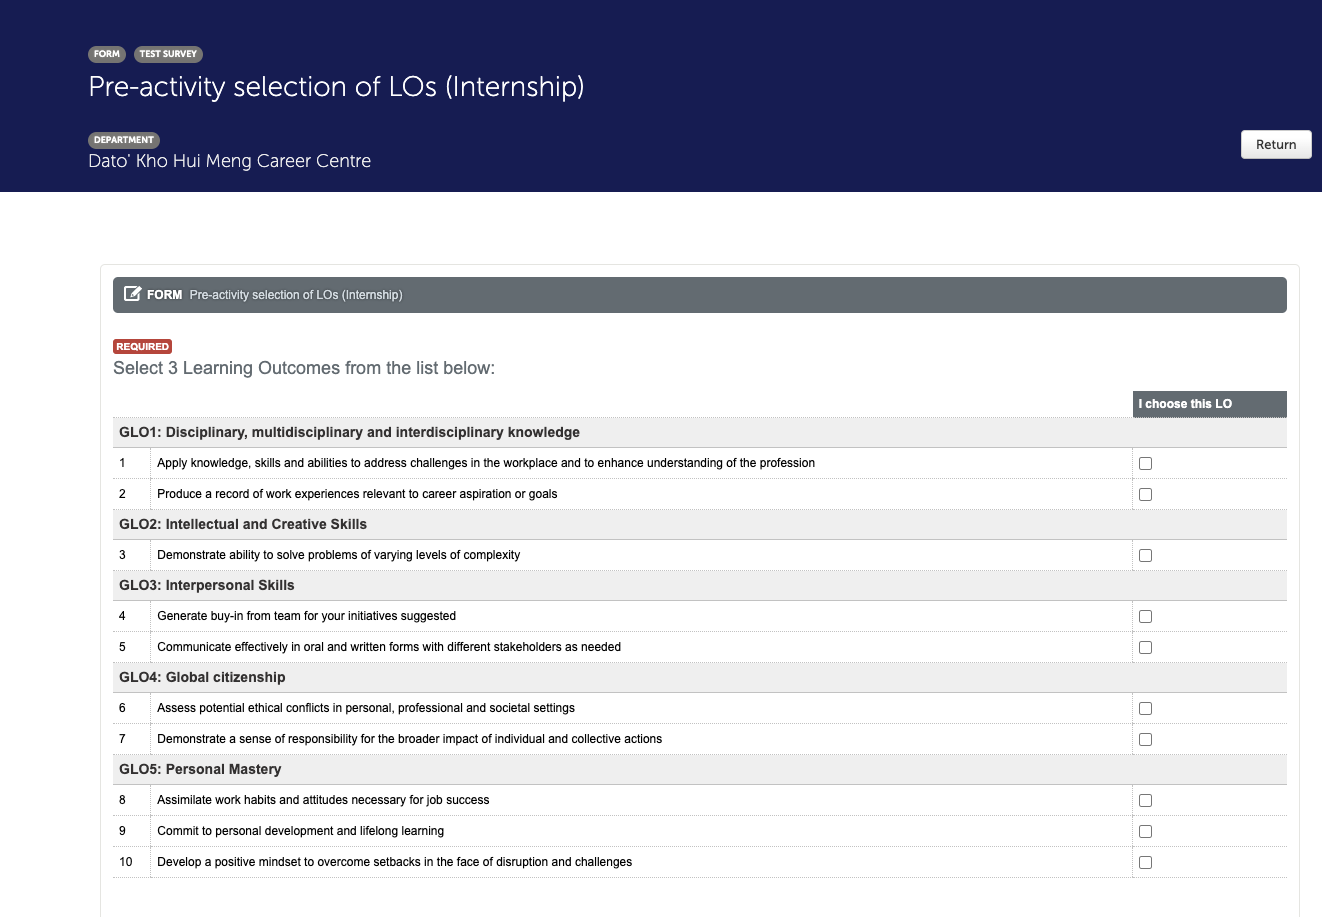 FORM TEST SURVEY
Pre-activity selection of LOs (Internship)
DEPARTMENT
Dato' Kho Hui Meng Career Centre
Return
FORM Pre-activity selection of LOs (Internship)
REQUIRED
Select 3 Learning Outcomes from the list below:
I choose this LO
GLO1: Disciplinary, multidisciplinary and interdisciplinary knowledge
1 Apply knowledge, skills and abilities to address challenges in the workplace and to enhance understanding of the profession
2 Produce a record of work experiences relevant to career aspiration or goals
GLO2: Intellectual and Creative Skills
3 Demonstrate ability to solve problems of varying levels of complexity
GLO3: Interpersonal Skills
4 Generate buy-in from team for your initiatives suggested
5 Communicate effectively in oral and written forms with different stakeholders as needed
GLO4: Global citizenship
6 Assess potential ethical conflicts in personal, professional and societal settings
7 Demonstrate a sense of responsibility for the broader impact of individual and collective actions
GLO5: Personal Mastery
8 Assimilate work habits and attitudes necessary for job success
9 Commit to personal development and lifelong learning
10 Develop a positive mindset to overcome setbacks in the face of disruption and challenges